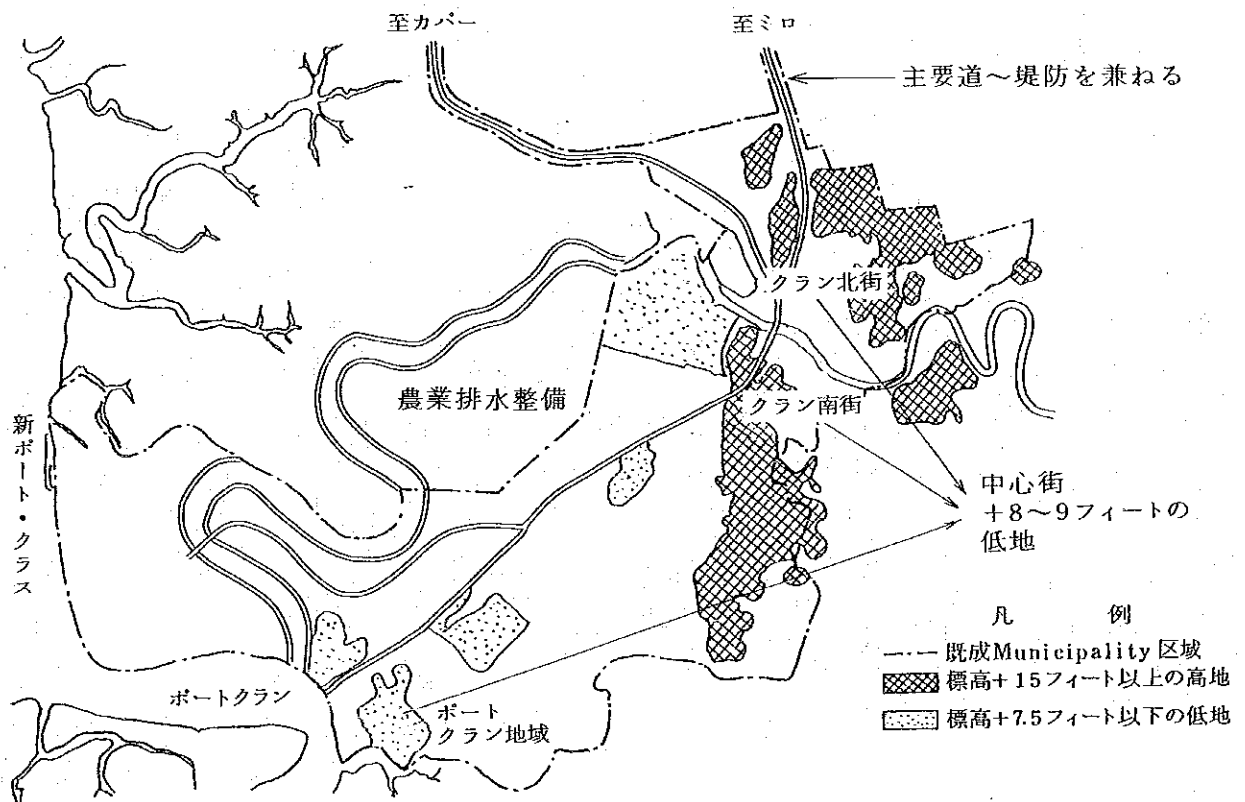 至カパー
至ミロ
主要道～堤防を兼ねる
クラン北街
農業排水整備
クラン南街
新ポート・クラス
中心街
+8～9フィートの
低地
ポートクラン
ポート
クラン地域
凡 例
既成Municipality区域
標高+15フィート以上の高地
標高+7.5フィート以下の低地